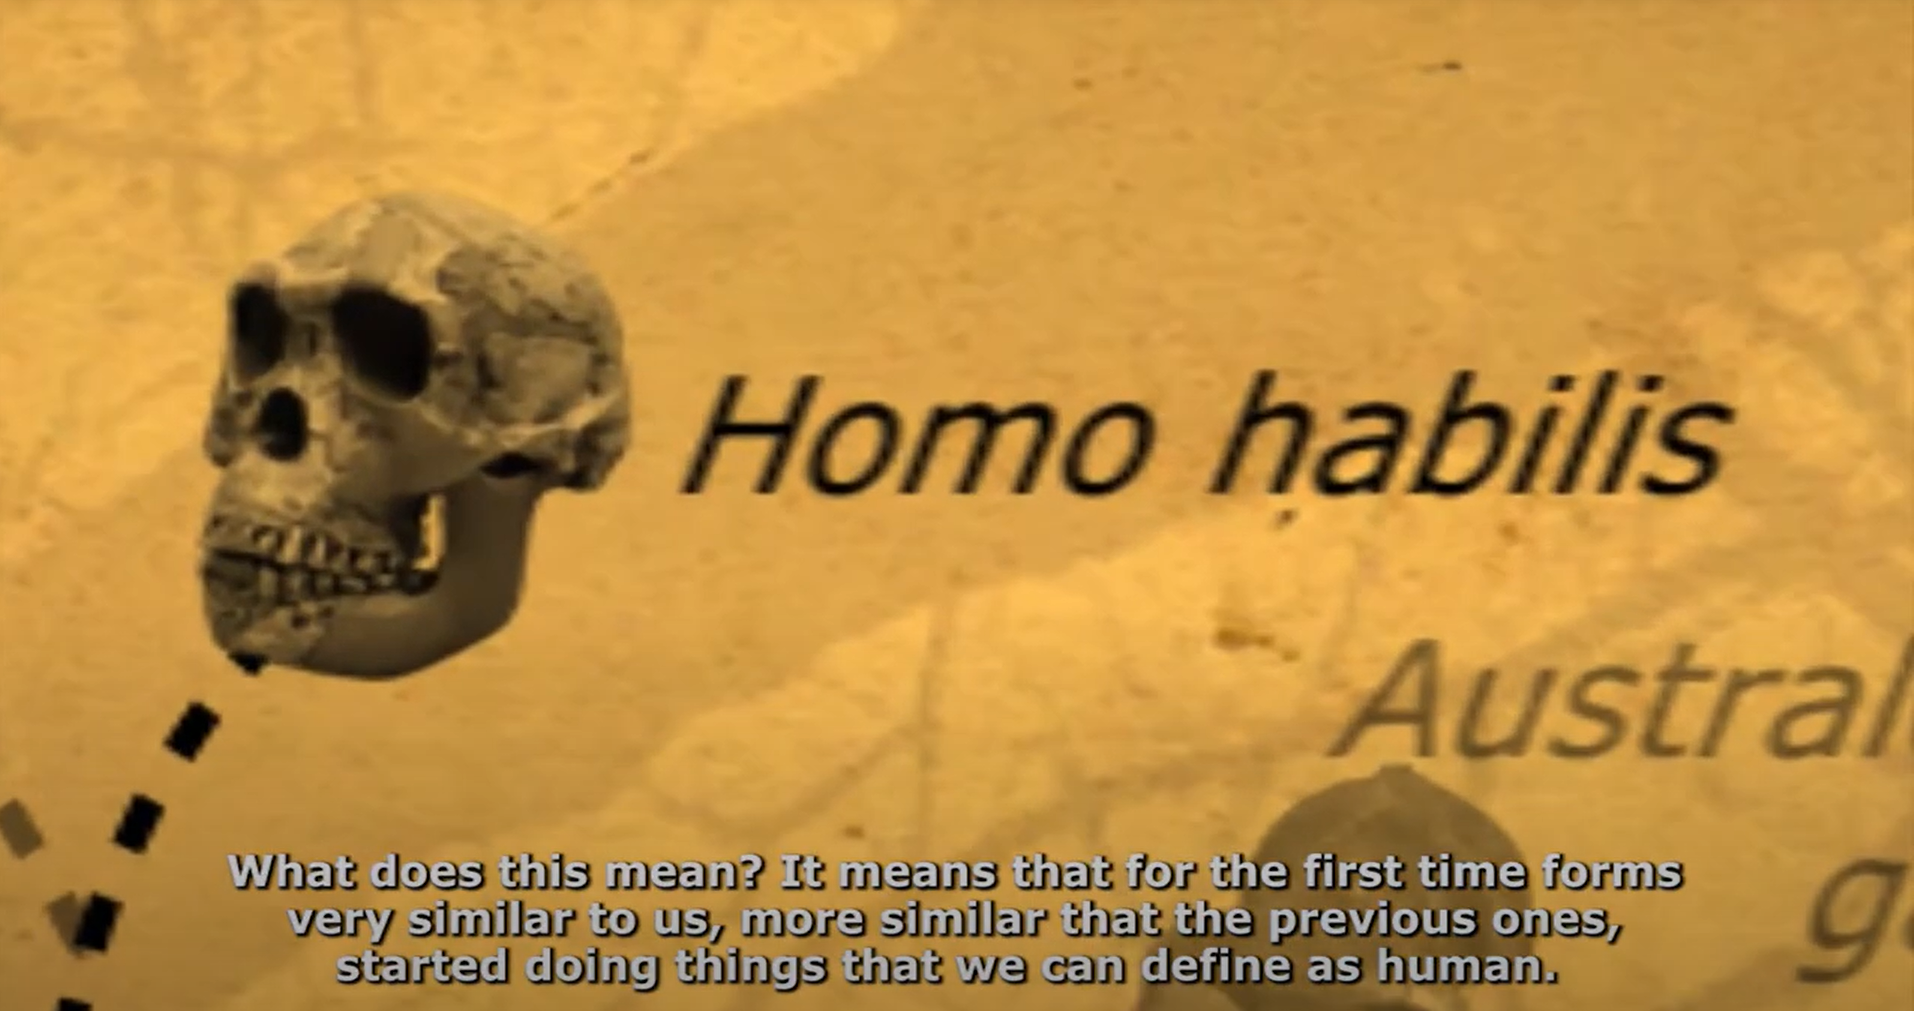 Homo habilis
Austral
g
What does this mean? It means that for the first time forms
very similar to us, more similar that the previous ones,
started doing things that we can define as human.